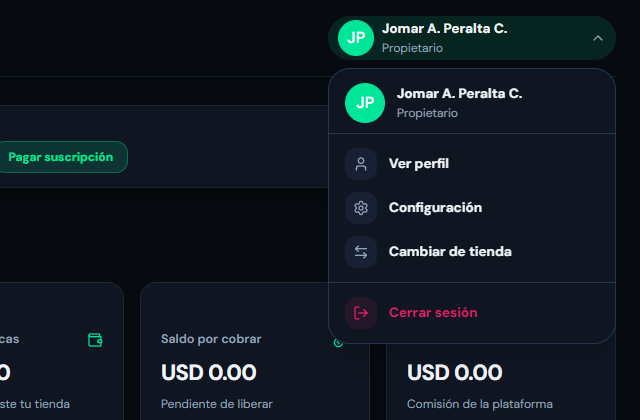 JP
Jomar A. Peralta C.
Propietario
JP
Jomar A. Peralta C.
Propietario
Pagar suscripción
Ver perfil
Configuración
Cambiar de tienda
Cerrar sesión
cas
Saldo por cobrar
0
USD 0.00
USD 0.00
ste tu tienda
Pendiente de liberar
Comisión de la plataforma